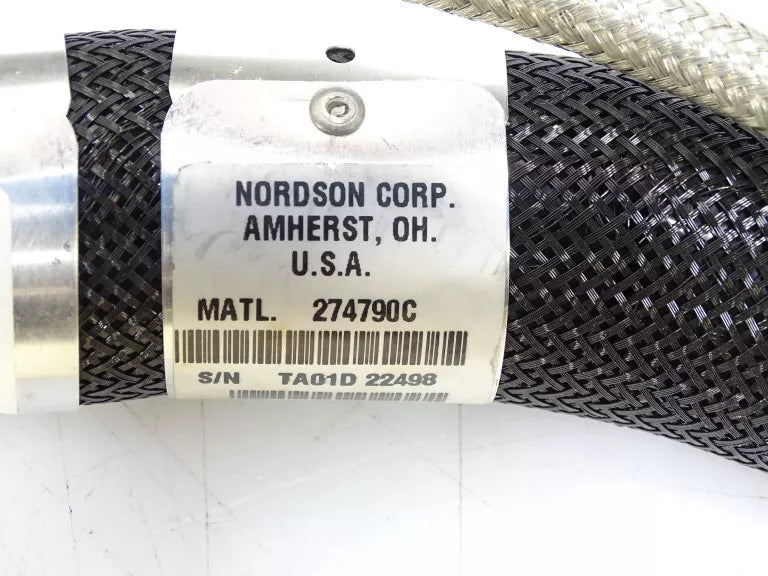 NORDSON CORP.
AMHERST, OH.
U.S.A.
MATL. 274790C
S/N TA01D 22498